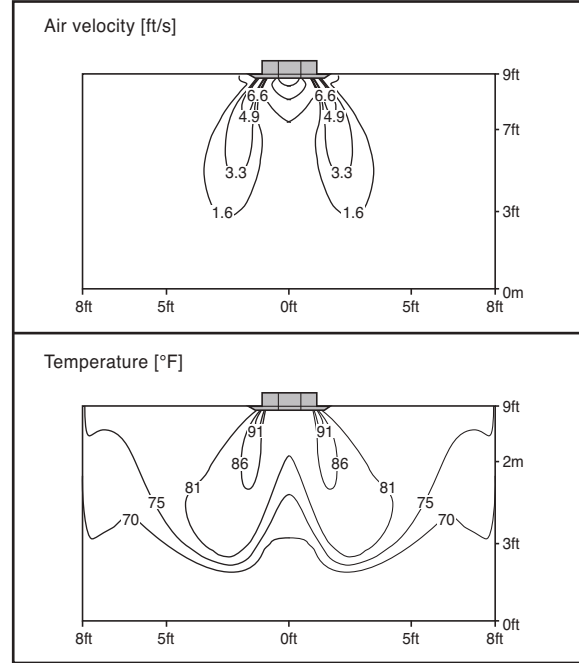 Air velocity [ft/s]
9ft
6.6 6.6
4.9 4.9
7ft
3.3 3.3
1.6 1.6
3ft
0m
8ft 5ft 0ft 5ft 8ft
Temperature [°F]
9ft
91 91
86 86
2m
81 81
75 75
70 70
3ft
0ft
8ft 5ft 0ft 5ft 8ft